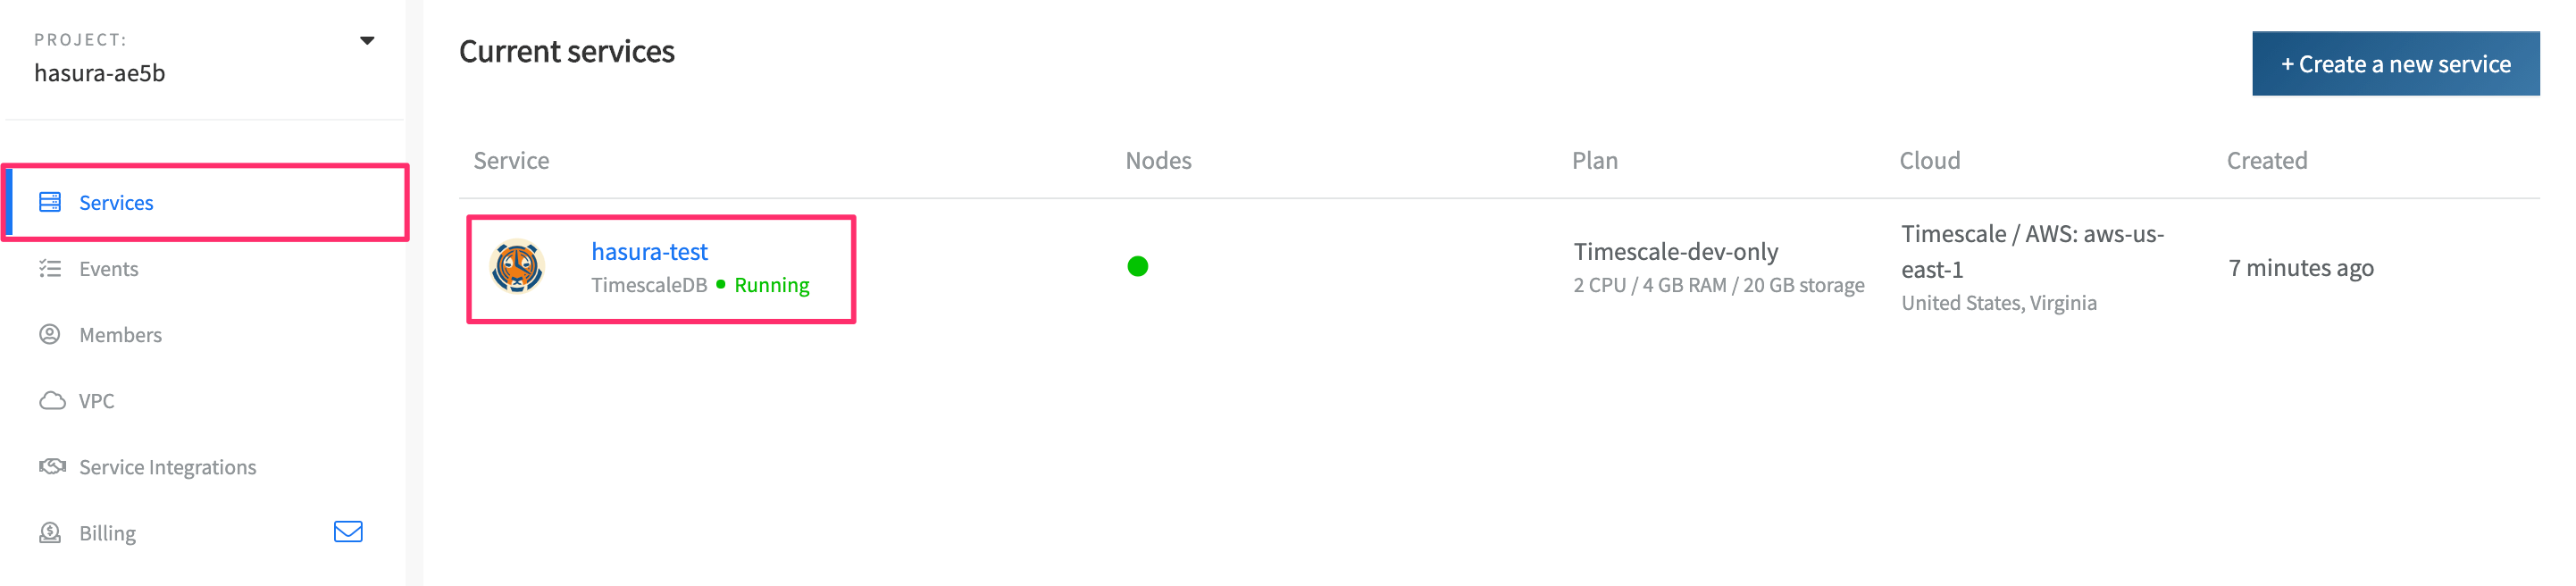 PROJECT:
hasura-ae5b
Services
Events
Members
VPC
Service Integrations
Billing
Current services
+ Create a new service
Service Nodes Plan Cloud Created
hasura-test
TimescaleDB • Running
Timescale-dev-only
2 CPU / 4 GB RAM / 20 GB storage
Timescale / AWS: aws-us-
east-1
United States, Virginia
7 minutes ago